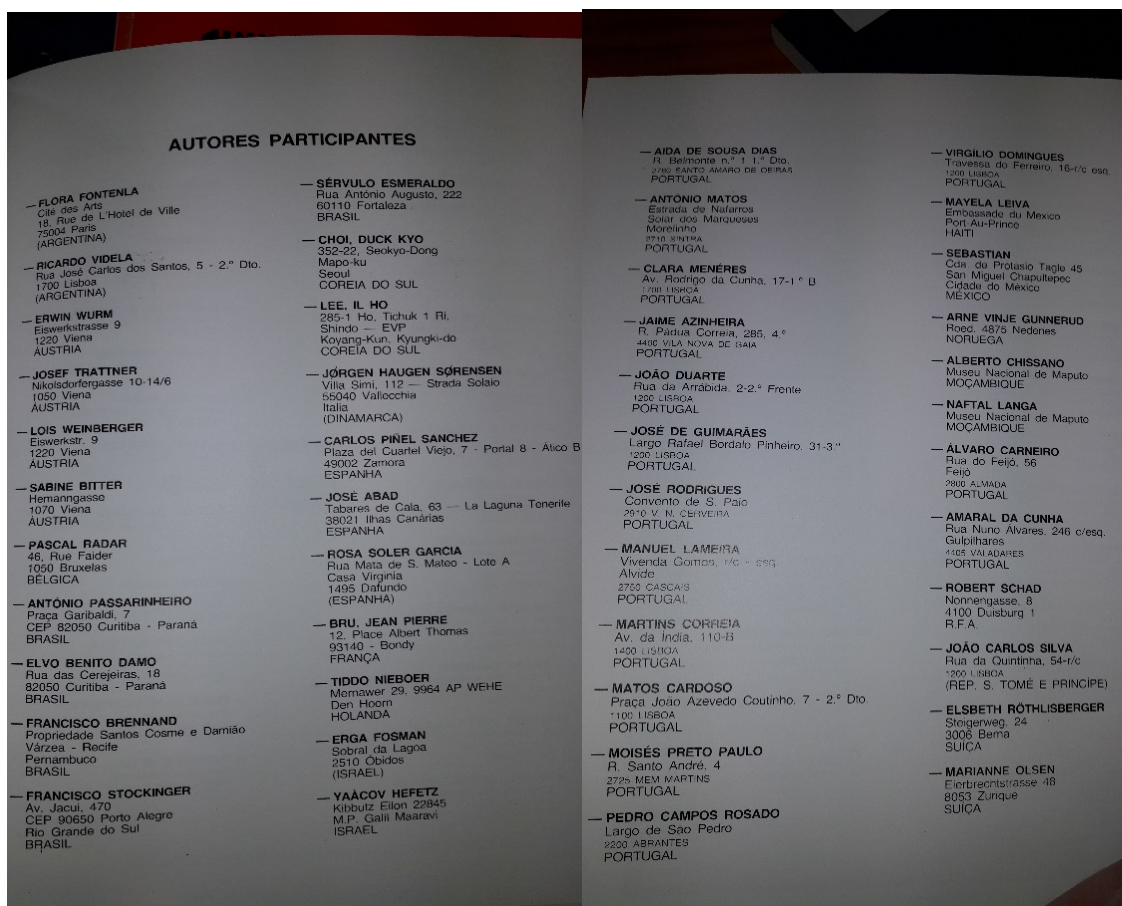 AUTORES PARTICIPANTES
— FLORA FONTENLA
Cité des Arts
18, Rue de L'Hotel de Ville
75004 Paris
(ARGENTINA)
— RICARDO VIDELA
Rua José Carlos dos Santos, 5 - 2.º Dto.
1700 Lisboa
(ARGENTINA)
— ERWIN WURM
Eiswerkstrasse 9
1220 Viena
ÁUSTRIA
— JOSEF TRATTNER
Nikolsdorfergasse 10-14/6
1050 Viena
ÁUSTRIA
— LOIS WEINBERGER
Eiswerkstr. 9
1220 Viena
ÁUSTRIA
— SABINE BITTER
Hemanngasse
1070 Viena
ÁUSTRIA
— PASCAL RADAR
46, Rue Faider
1050 Bruxelas
BÉLGICA
— ANTÓNIO PASSARINHEIRO
Praça Garibaldi, 7
CEP 82050 Curitiba - Paraná
BRASIL
— ELVO BENITO DAMO
Rua das Cerejeiras, 18
82050 Curitiba - Paraná
BRASIL
— FRANCISCO BRENNAND
Propriedade Santos Cosme e Damião
Várzea - Recife
Pernambuco
BRASIL
— FRANCISCO STOCKINGER
Av. Jacuí, 470
CEP 90650 Porto Alegre
Rio Grande do Sul
BRASIL
— SÉRVULO ESMERALDO
Rua António Augusto, 222
60110 Fortaleza
BRASIL
— CHOI, DUCK KYO
352-22, Seokyo-Dong
Mapo-ku
Seoul
COREIA DO SUL
— LEE, IL HO
285-1 Ho, Tichuk 1 Ri,
Shindo — EVP
Koyang-Kun, Kyungki-do
COREIA DO SUL
— JØRGEN HAUGEN SØRENSEN
Villa Simi, 112 — Strada Solaio
55040 Vallecchia
Italia
(DINAMARCA)
— CARLOS PIÑEL SANCHEZ
Plaza del Cuartel Viejo, 7 - Portal 8 - Ático B
49002 Zamora
ESPANHA
— JOSÉ ABAD
Tabares de Cala, 63 — La Laguna Tenerife
38021 Ilhas Canárias
ESPANHA
— ROSA SOLER GARCIA
Rua Mata de S. Mateo - Loto A
Casa Virginia
1495 Dafundo
(ESPANHA)
— BRU, JEAN PIERRE
12, Place Albert Thomas
93140 - Bondy
FRANÇA
— TIDDO NIEBOER
Mernawer 29, 9964 AP WEHE
Den Hoorn
HOLANDA
— ERGA FOSMAN
Sobral da Lagoa
2510 Óbidos
(ISRAEL)
— YAÀCOV HEFETZ
Kibbutz Eilon 22845
M.P. Galil Maaravi
ISRAEL
— AIDA DE SOUSA DIAS
R. Belmonte n.º 1 1.º Dto.
2780 SANTO AMARO DE OEIRAS
PORTUGAL
— ANTÓNIO MATOS
Estrada de Nafarros
Solar dos Marqueses
Morelinho
2710 SINTRA
PORTUGAL
— CLARA MENÉRES
Av. Rodrigo da Cunha, 17-1.º B
1700 LISBOA
PORTUGAL
— JAIME AZINHEIRA
R. Pádua Correia, 285, 4.º
4400 VILA NOVA DE GAIA
PORTUGAL
— JOÃO DUARTE
Rua da Arrábida, 2-2.º Frente
1200 LISBOA
PORTUGAL
— JOSÉ DE GUIMARÃES
Largo Rafael Bordalo Pinheiro, 31-3.º
1200 LISBOA
PORTUGAL
— JOSÉ RODRIGUES
Convento de S. Paio
2910 V. N. CERVEIRA
PORTUGAL
— MANUEL LAMEIRA
Vivenda Gomes, r/c - esq.
Alvide
2750 CASCAIS
PORTUGAL
— MARTINS CORREIA
Av. da Índia, 110-B
1400 LISBOA
PORTUGAL
— MATOS CARDOSO
Praça João Azevedo Coutinho, 7 - 2.º Dto.
1100 LISBOA
PORTUGAL
— MOISÉS PRETO PAULO
R. Santo André, 4
2725 MEM MARTINS
PORTUGAL
— PEDRO CAMPOS ROSADO
Largo de São Pedro
2200 ABRANTES
PORTUGAL
— VIRGÍLIO DOMINGUES
Travessa do Ferreiro, 16-r/c esq.
1200 LISBOA
PORTUGAL
— MAYELA LEIVA
Embassade du Mexico
Port-Au-Prince
HAITI
— SEBASTIAN
Cda. de Protasio Tagle 45
San Miguel Chapultepec
Cidade do México
MÉXICO
— ARNE VINJE GUNNERUD
Roed, 4875 Nedenes
NORUEGA
— ALBERTO CHISSANO
Museu Nacional de Maputo
MOÇAMBIQUE
— NAFTAL LANGA
Museu Nacional de Maputo
MOÇAMBIQUE
— ÁLVARO CARNEIRO
Rua do Feijó, 56
Feijó
2800 ALMADA
PORTUGAL
— AMARAL DA CUNHA
Rua Nuno Álvares, 246 c/esq.
Gulpilhares
4405 VALADARES
PORTUGAL
— ROBERT SCHAD
Nonnengasse, 8
4100 Duisburg 1
R.F.A.
— JOÃO CARLOS SILVA
Rua da Quintinha, 54-r/c
1200 LISBOA
(REP. S. TOMÉ E PRINCÍPE)
— ELSBETH RÖTHLISBERGER
Steigerweg, 24
3006 Berna
SUIÇA
— MARIANNE OLSEN
Eierbrechtstrasse 48
8053 Zurique
SUÍÇA